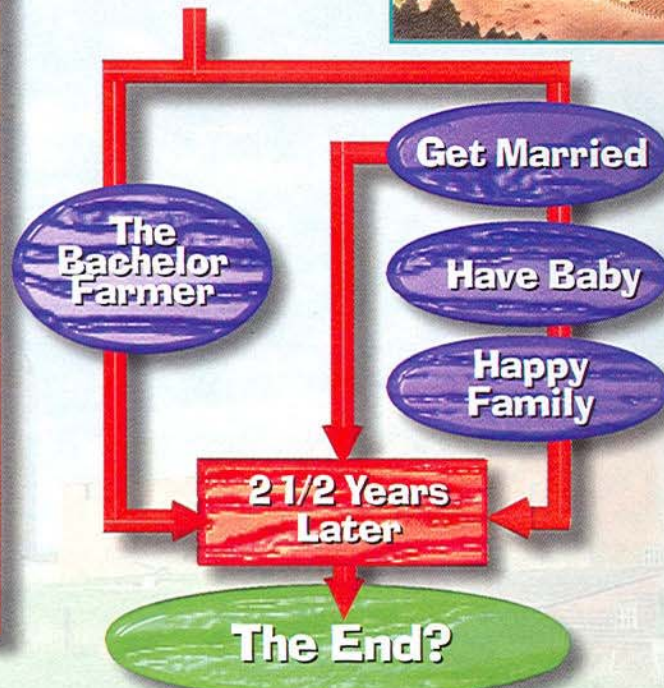 Get Married
The
Bachelor
Farmer
Have Baby
Happy
Family
2 1/2 Years
Later
The End?